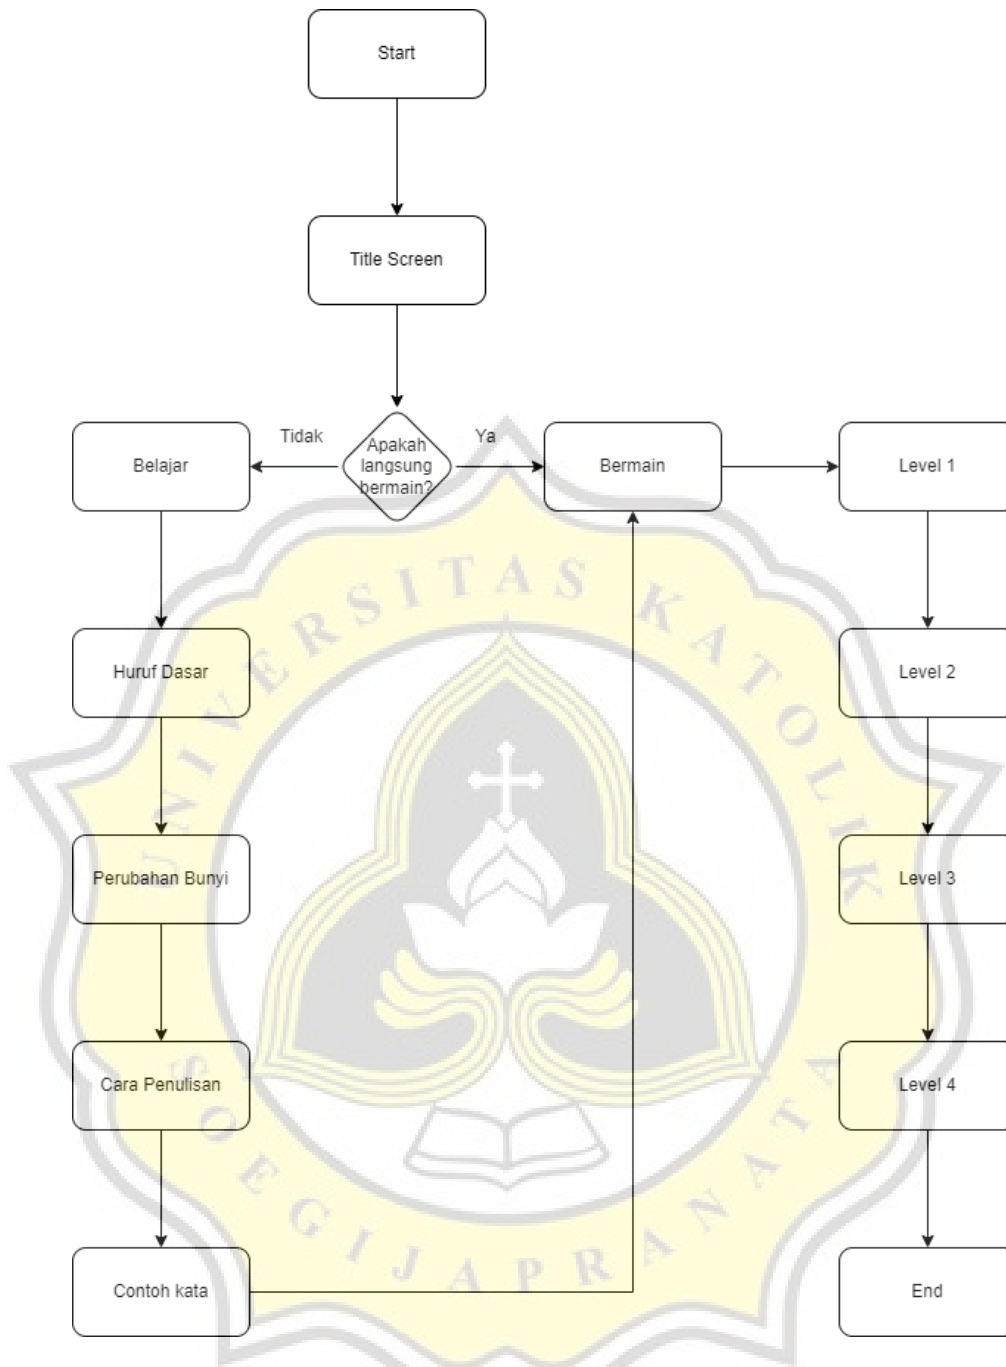 Start
Title Screen
Apakah
langsung
bermain?
Tidak
Ya
Belajar
Bermain
Level 1
Huruf Dasar
Level 2
Perubahan Bunyi
Level 3
Cara Penulisan
Level 4
Contoh kata
End
UNIVERSITAS KATOLIK
SOEGIJAPRANATA